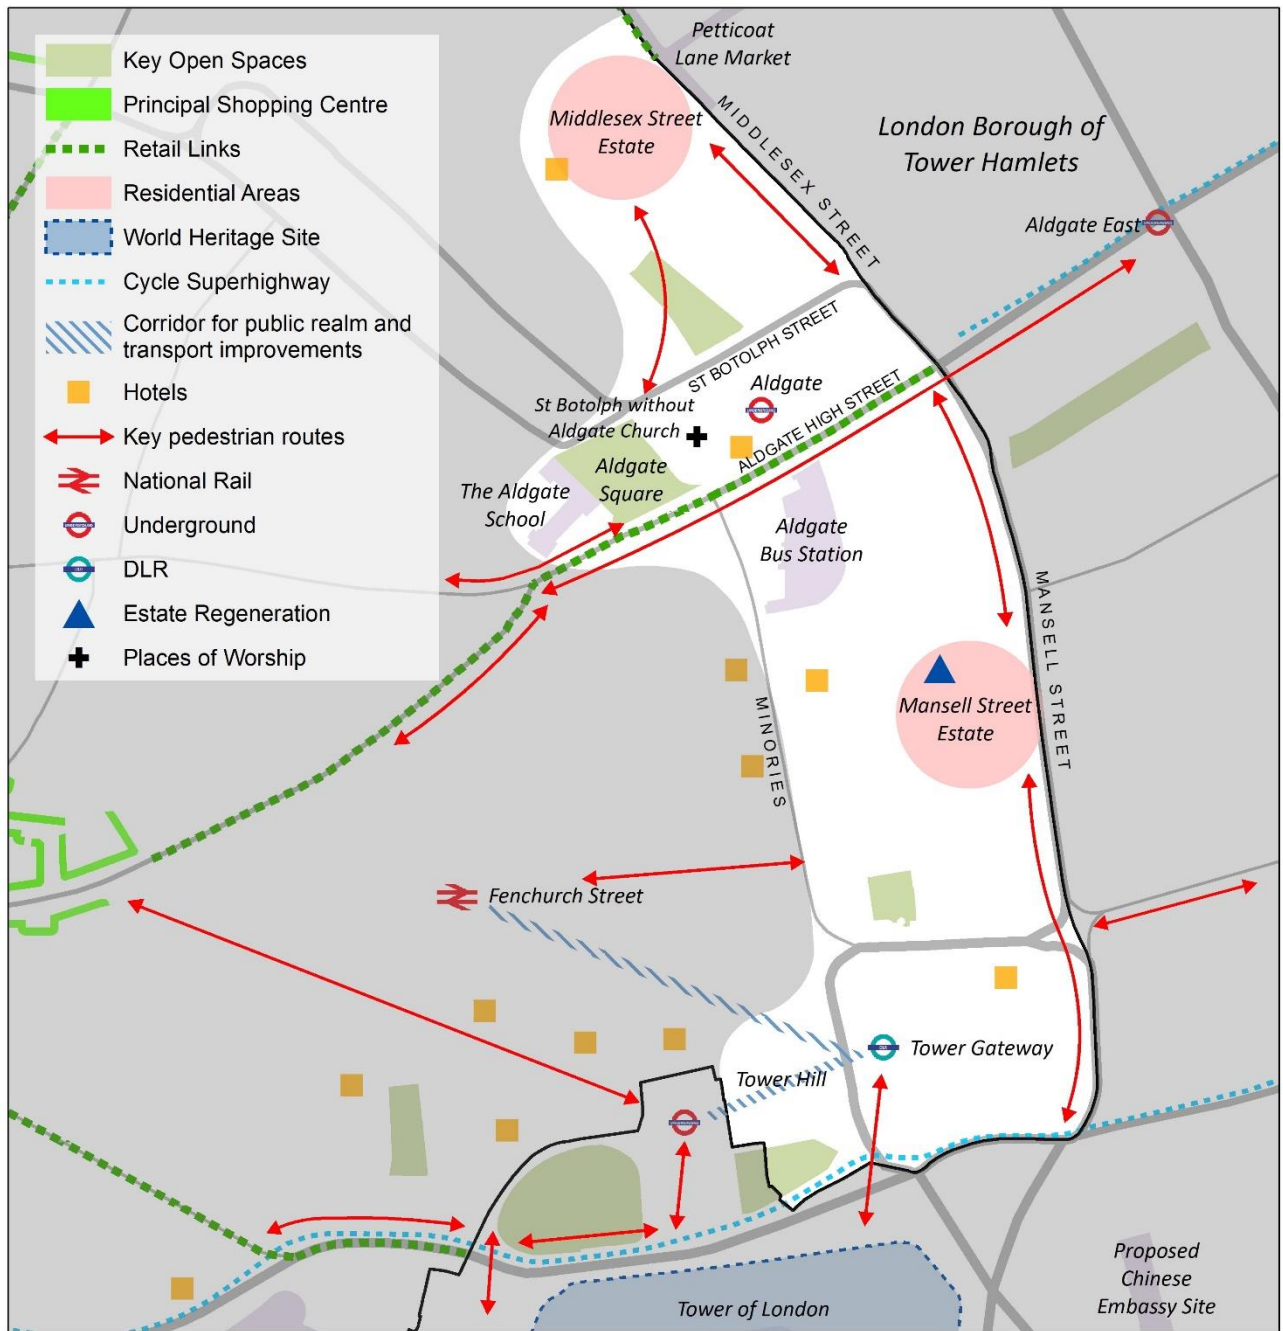 Key Open Spaces
Principal Shopping Centre
Retail Links
Residential Areas
World Heritage Site
Cycle Superhighway
Corridor for public realm and
transport improvements
Hotels
Key pedestrian routes
National Rail
Underground
DLR
Estate Regeneration
Places of Worship
Petticoat
Lane Market
Middlesex Street
Estate
MIDDLESEX STREET
London Borough of
Tower Hamlets
Aldgate East
ST BOTOLPH STREET
Aldgate
St Botolph without
Aldgate Church
ALDGATE HIGH STREET
Aldgate
Square
The Aldgate
School
Aldgate
Bus Station
MANSELL STREET
Mansell Street
Estate
MINORIES
Fenchurch Street
Tower Gateway
Tower Hill
Proposed
Chinese
Embassy Site
Tower of London